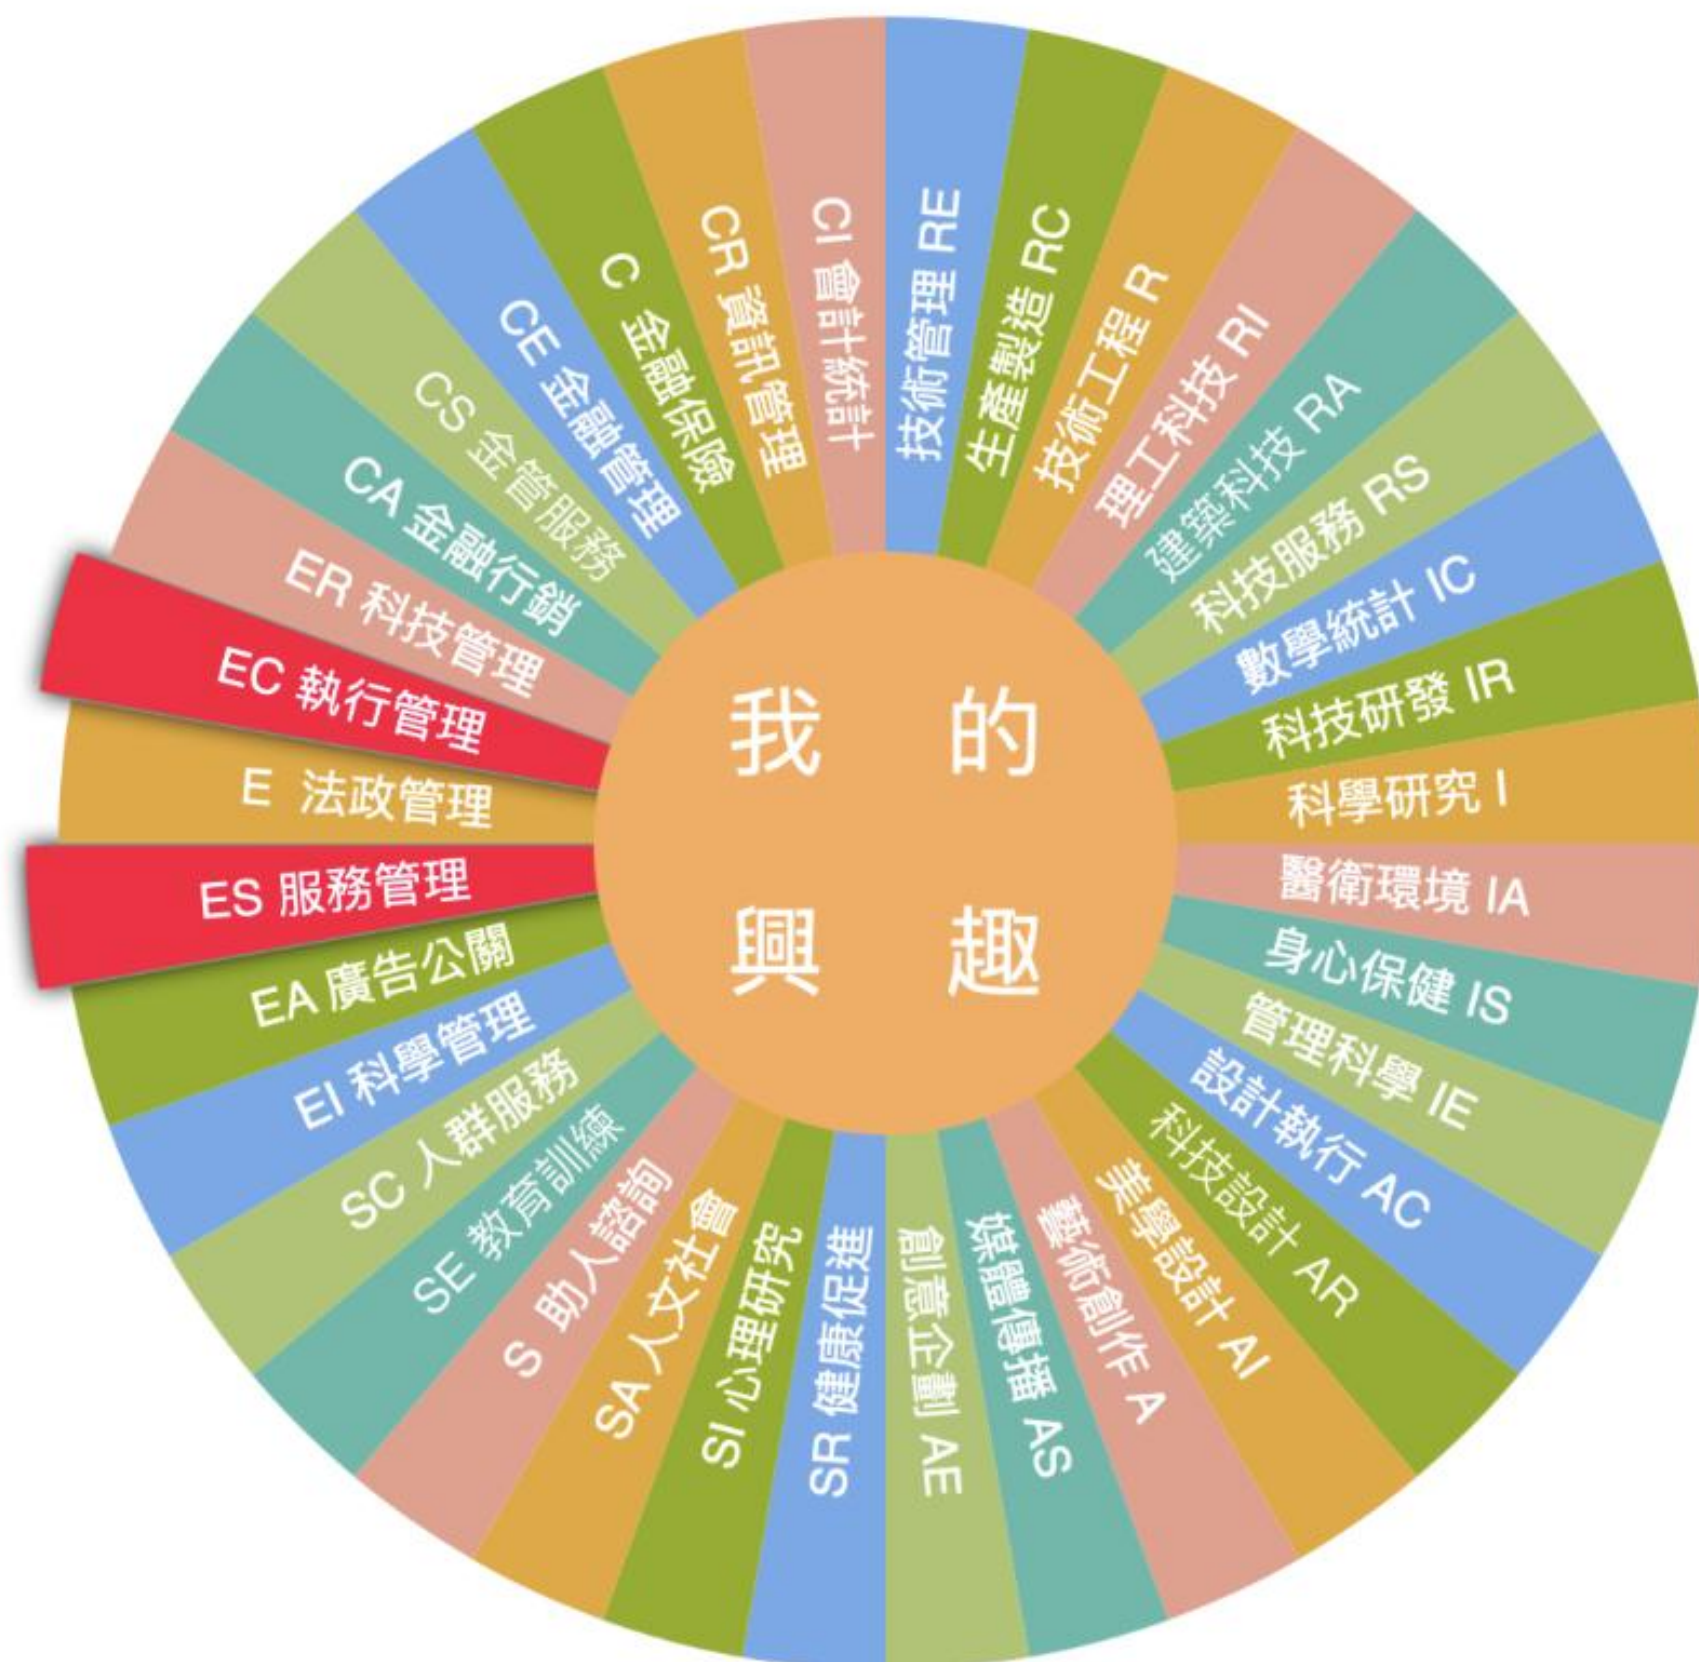 我 的
興 趣
技術管理 RE
生產製造 RC
技術工程 R
理工科技 RI
建築科技 RA
科技服務 RS
數學統計 IC
科技研發 IR
科學研究 I
醫衛環境 IA
身心保健 IS
管理科學 IE
設計執行 AC
科技設計 AR
美學設計 AI
藝術創作 A
媒體傳播 AS
創意企劃 AE
SR 健康促進
SI 心理研究
SA 人文社會
S 助人諮詢
SE 教育訓練
SC 人群服務
EI 科學管理
EA 廣告公關
ES 服務管理
E 法政管理
EC 執行管理
ER 科技管理
CA 金融行銷
CS 金管服務
CE 金融管理
C 金融保險
CR 資訊管理
CI 會計統計